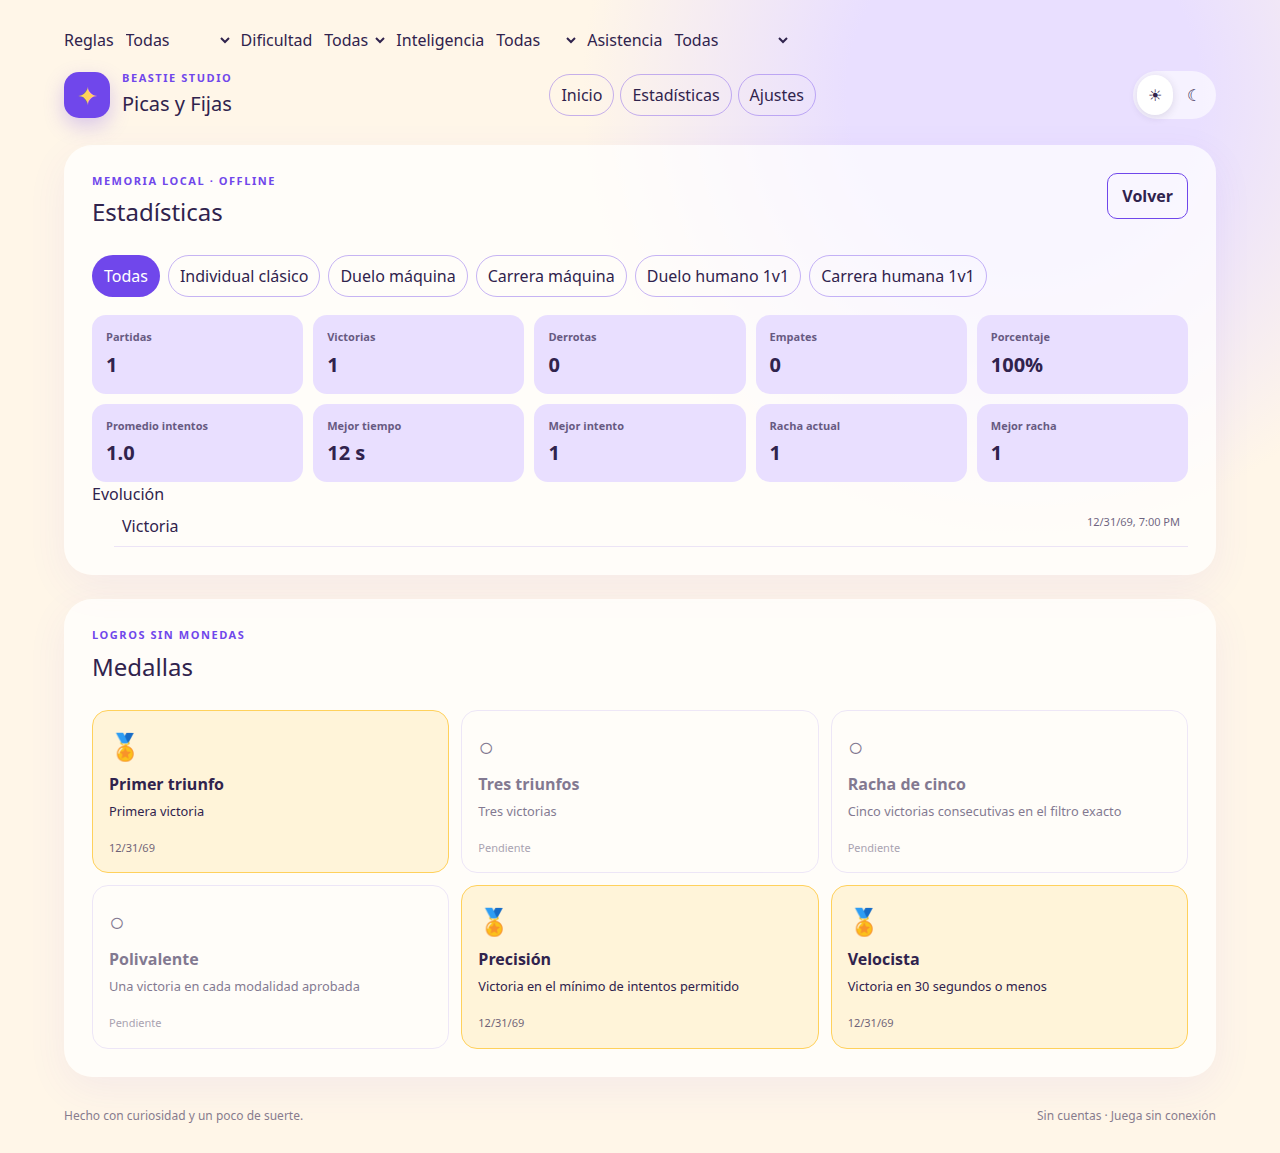 Reglas Todas Dificultad Todas Inteligencia Todas Asistencia Todas
BEASTIE STUDIO
Picas y Fijas
Inicio Estadísticas Ajustes
MEMORIA LOCAL · OFFLINE
Estadísticas
Volver
Todas Individual clásico Duelo máquina Carrera máquina Duelo humano 1v1 Carrera humana 1v1
Partidas Victorias Derrotas Empates Porcentaje
1 1 0 0 100%
Promedio intentos Mejor tiempo Mejor intento Racha actual Mejor racha
1.0 12 s 1 1 1
Evolución
Victoria 12/31/69, 7:00 PM
LOGROS SIN MONEDAS
Medallas
Primer triunfo
Primera victoria
12/31/69
Tres triunfos
Tres victorias
Pendiente
Racha de cinco
Cinco victorias consecutivas en el filtro exacto
Pendiente
Polivalente
Una victoria en cada modalidad aprobada
Pendiente
Precisión
Victoria en el mínimo de intentos permitido
12/31/69
Velocista
Victoria en 30 segundos o menos
12/31/69
Hecho con curiosidad y un poco de suerte.
Sin cuentas · Juega sin conexión